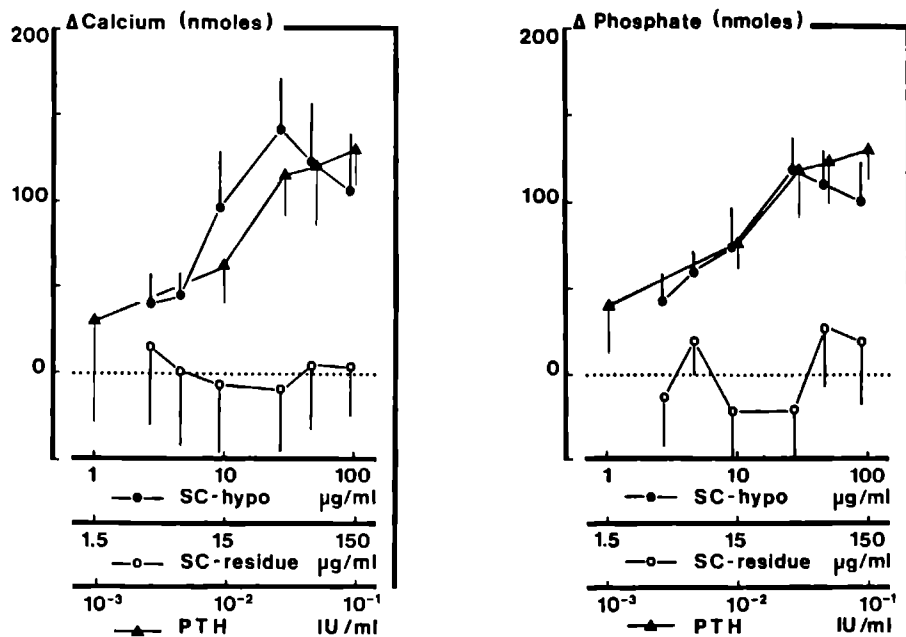 Δ Calcium (nmoles)
200
100
0
1 10 100
SC-hypo µg/ml
1.5 15 150
SC-residue µg/ml
10-3 10-2 10-1
PTH IU/ml
Δ Phosphate (nmoles)
200
100
0
1 10 100
SC-hypo µg/ml
1.5 15 150
SC-residue µg/ml
10-3 10-2 10-1
PTH IU/ml